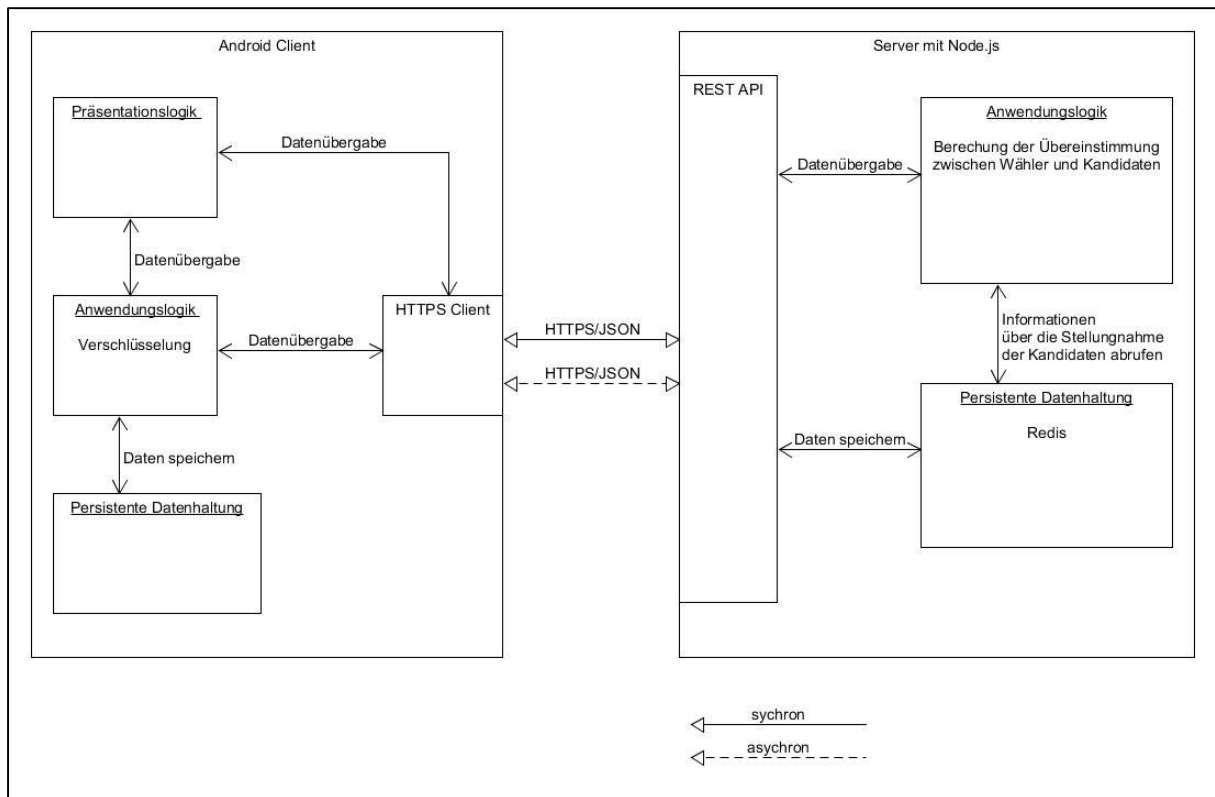 Android Client
Präsentationslogik
Datenübergabe
Datenübergabe
Anwendungslogik
Verschlüsselung
Datenübergabe
HTTPS Client
Daten speichern
Persistente Datenhaltung
HTTPS/JSON
HTTPS/JSON
Server mit Node.js
REST API
Datenübergabe
Anwendungslogik
Berechung der Übereinstimmung
zwischen Wähler und Kandidaten
Informationen
über die Stellungnahme
der Kandidaten abrufen
Daten speichern
Persistente Datenhaltung
Redis
sychron
asychron